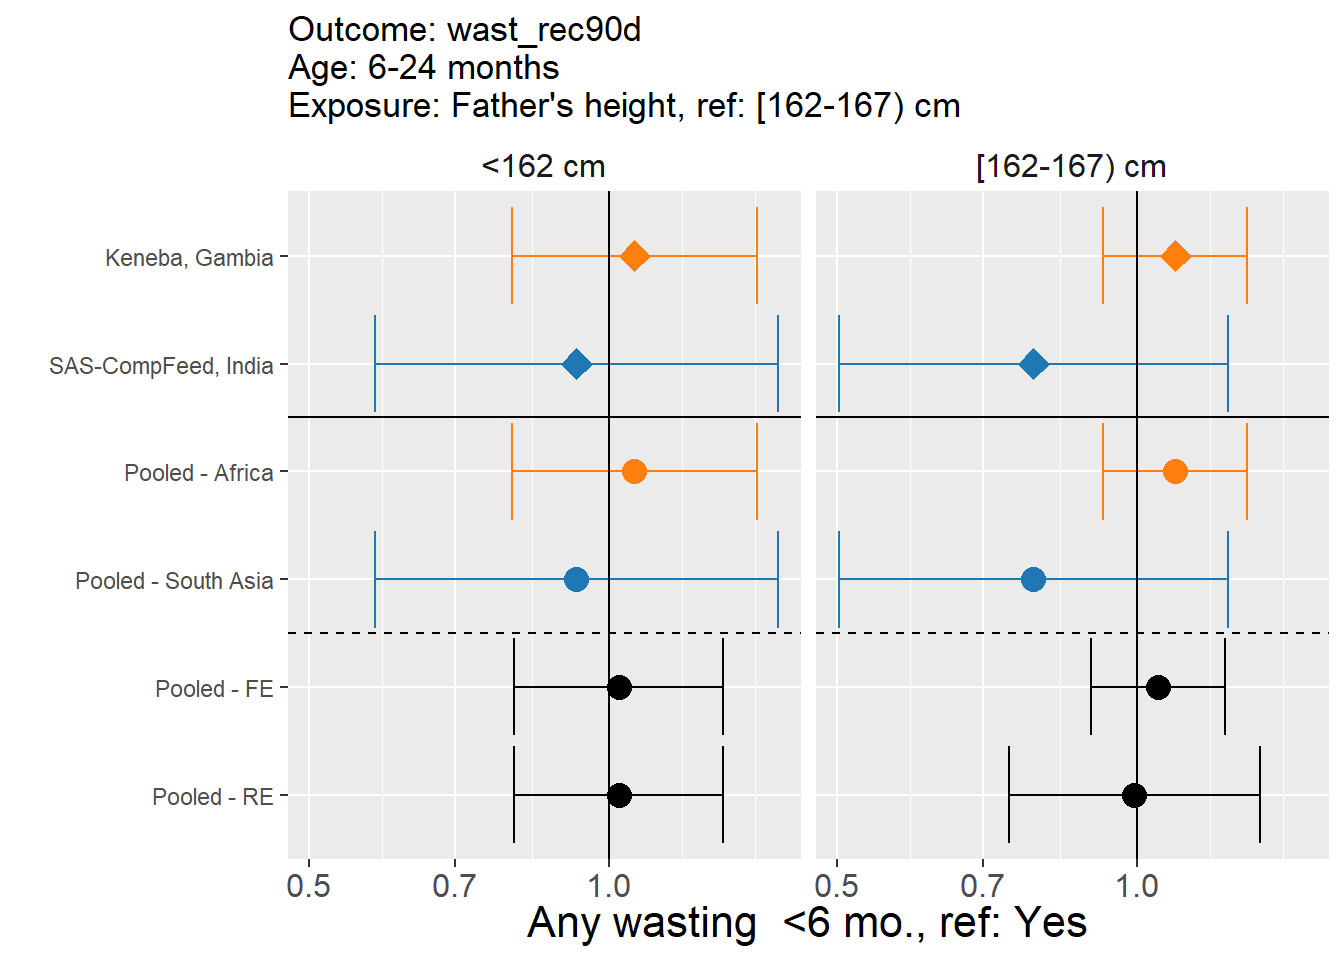 Outcome: wast_rec90d
Age: 6-24 months
Exposure: Father's height, ref: [162-167) cm
<162 cm
[162-167) cm
Keneba, Gambia
SAS-CompFeed, India
Pooled - Africa
Pooled - South Asia
Pooled - FE
Pooled - RE
0.5 0.7 1.0
0.5 0.7 1.0
Any wasting  <6 mo., ref: Yes